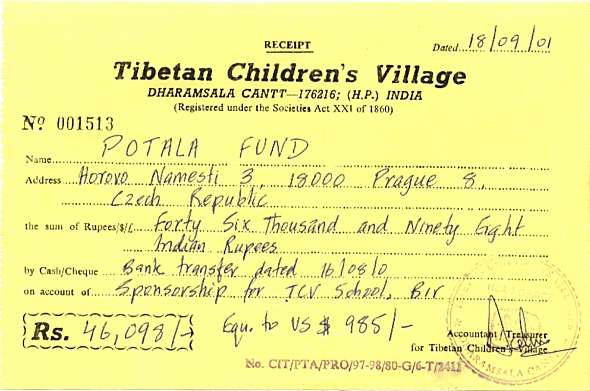 RECEIPT
Dated 18/09/01
Tibetan Children's Village
DHARAMSALA CANTT—176216; (H.P.) INDIA
(Registered under the Societies Act XXI of 1860)
Nº 001513
Name POTALA FUND
Address Horovo Namesti 3, 18000 Prague 8,
Czech Republic
the sum of Rupees/$/£ Forty Six Thousand and Ninety Eight
Indian Rupees
by Cash/Cheque Bank transfer dated 16/08/0
on account of Sponsorship for TCV School, Bir
Rs. 46,098/- Equ. to US $ 985/-
Accountant/Treasurer
for Tibetan Children's Village
No. CIT/PTA/PRO/97-98/80-G/6-T/2411